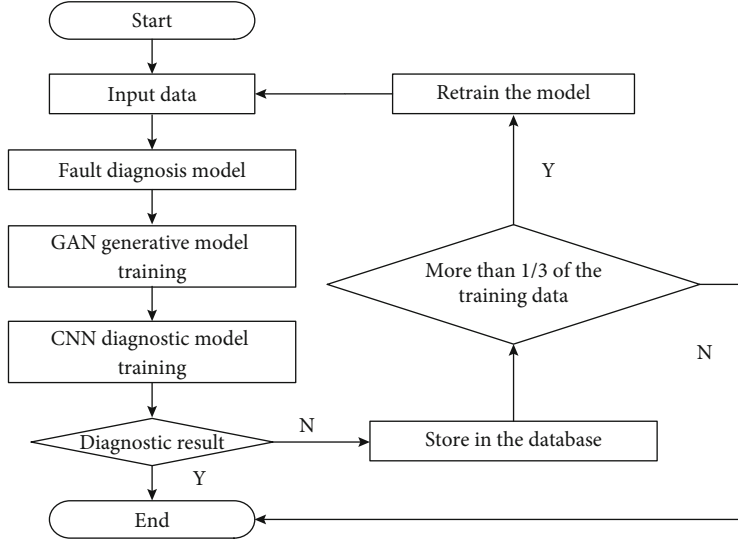 Start
Input data
Retrain the model
Fault diagnosis model
Y
GAN generative model
training
More than 1/3 of the
training data
CNN diagnostic model
training
N
Diagnostic result
N
Store in the database
Y
End